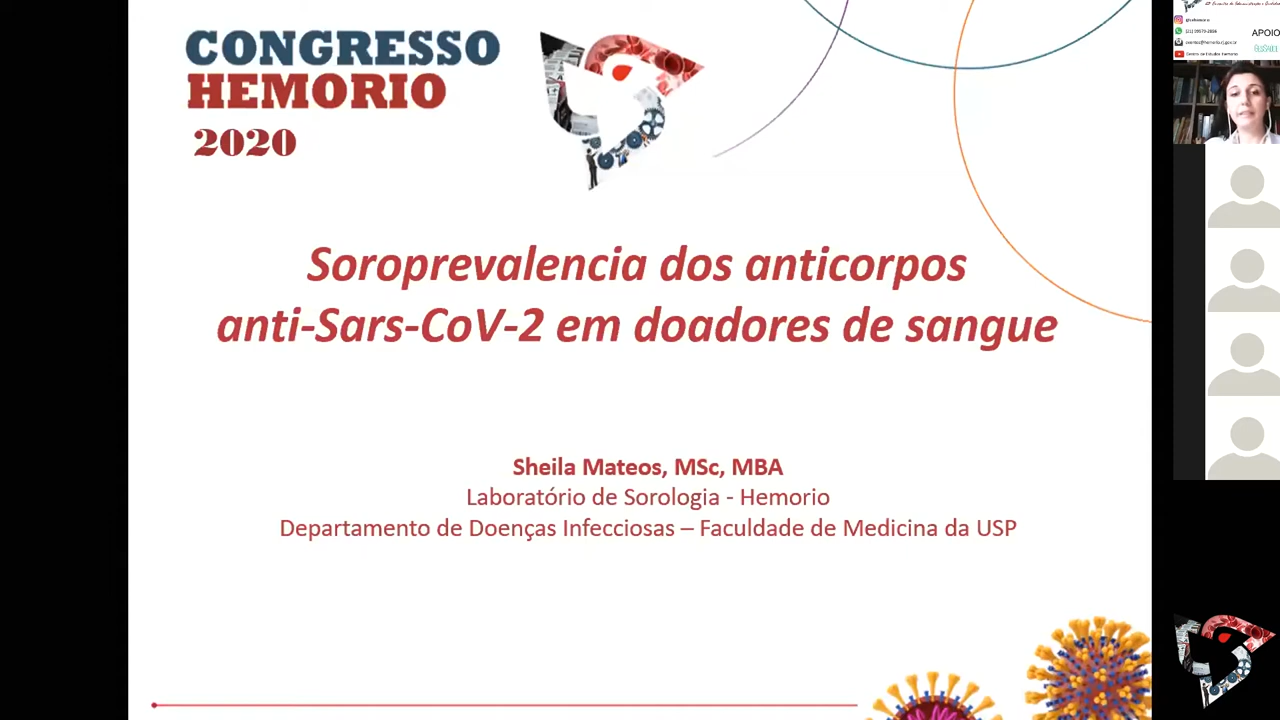 CONGRESSO
HEMORIO
2020
Soroprevalencia dos anticorpos
anti-Sars-CoV-2 em doadores de sangue
Sheila Mateos, MSc, MBA
Laboratório de Sorologia - Hemorio
Departamento de Doenças Infecciosas – Faculdade de Medicina da USP
APOIO